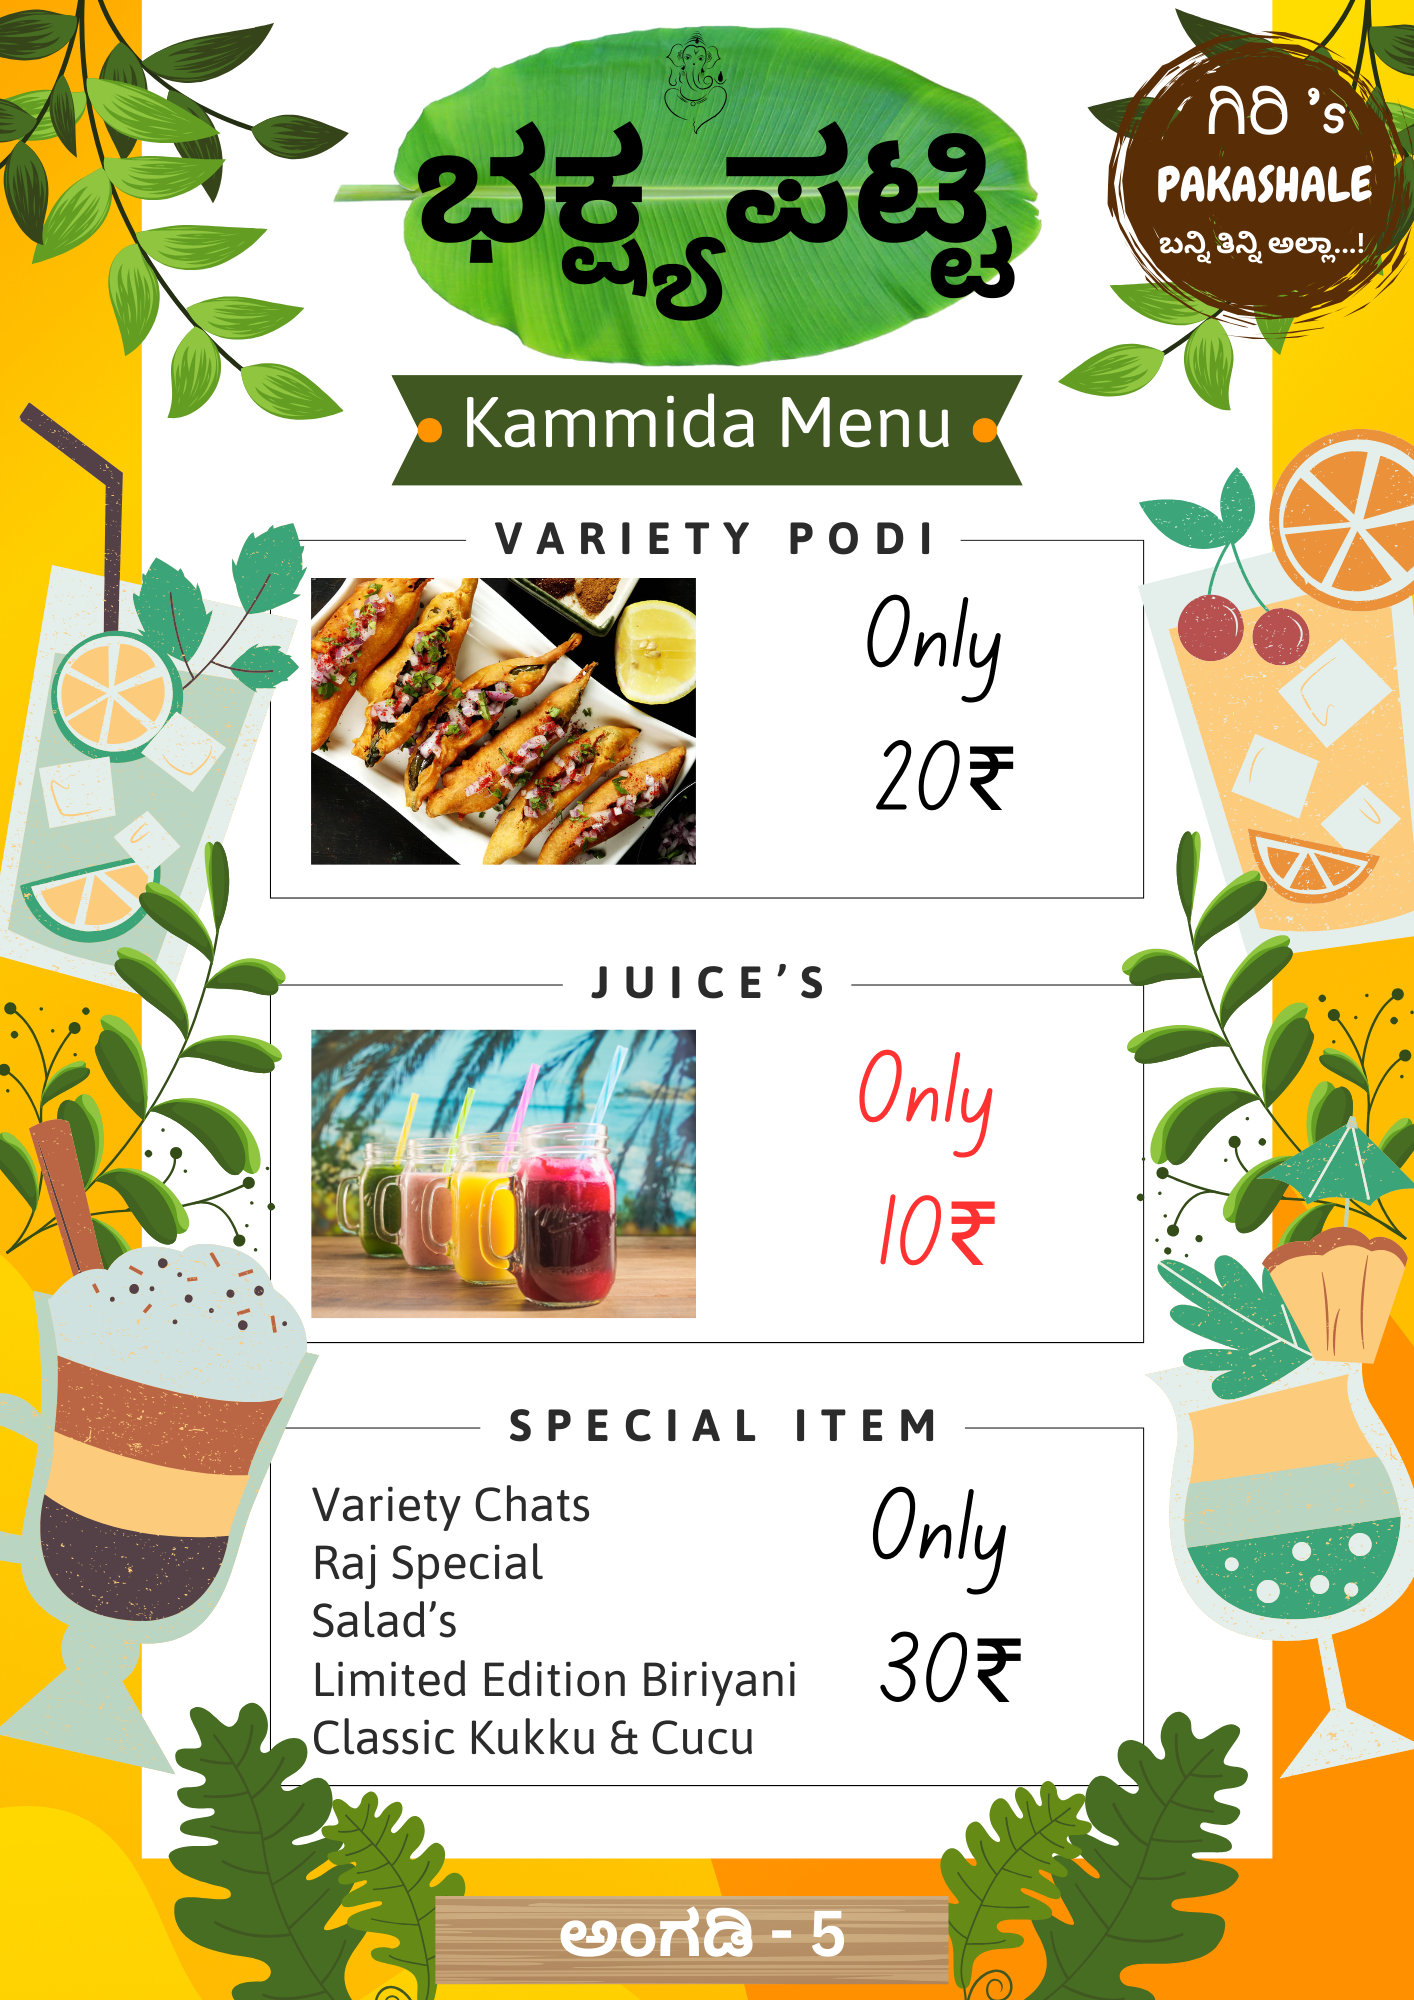 ಭಕ್ಷ್ಯಪಟ್ಟಿ
ಗಿರಿ 's
PAKASHALE
ಬನ್ನಿ ತಿನ್ನಿ ಅಲ್ಲಾ...!
Kammida Menu
VARIETY PODI
Only
20₹
JUICE'S
Only
10₹
SPECIAL ITEM
Variety Chats
Raj Special
Salad's
Limited Edition Biriyani
Classic Kukku & Cucu
Only
30₹
ಅಂಗಡಿ - 5